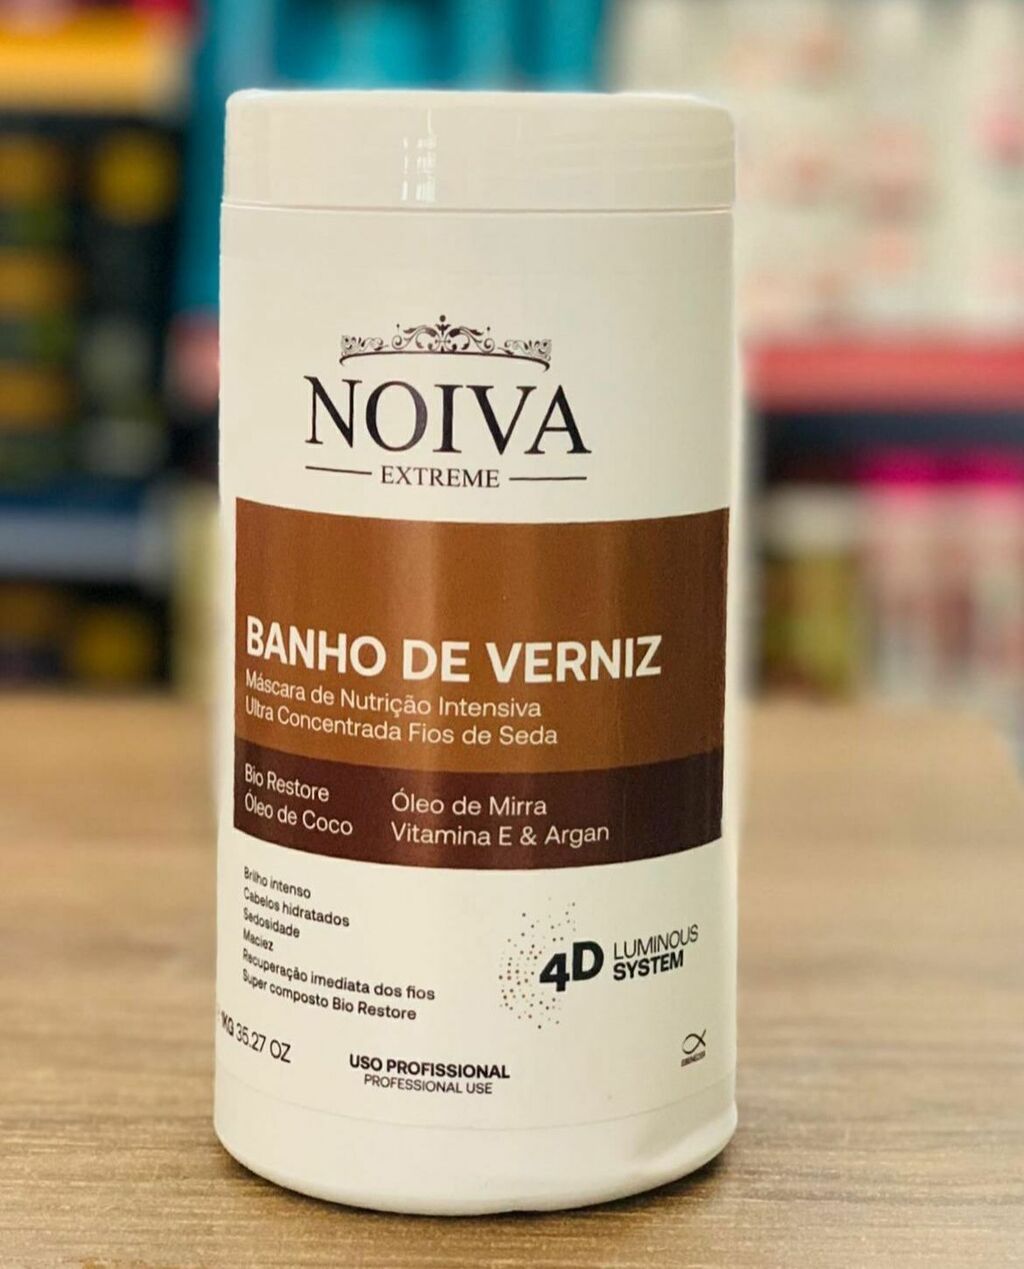 NOIVA
EXTREME
BANHO DE VERNIZ
Máscara de Nutrição Intensiva
Ultra Concentrada Fios de Seda
Bio Restore
Óleo de Coco
Óleo de Mirra
Vitamina E & Argan
Brilho intenso
Cabelos hidratados
Sedosidade
Maciez
Recuperação imediata dos fios
Super composto Bio Restore
4D LUMINOUS
SYSTEM
1KG 35.27 OZ
USO PROFISSIONAL
PROFESSIONAL USE